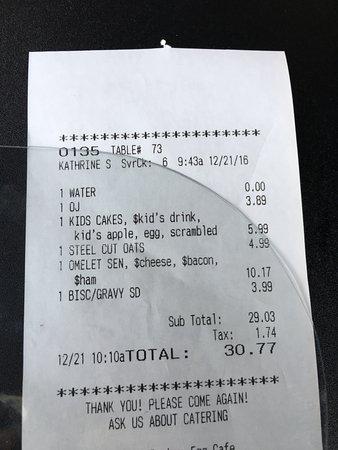 ********************
0135 TABLE# 73
KATHRINE S SvrCk: 6 9:43a 12/21/16
1 WATER 0.00
1 OJ 3.89
1 KIDS CAKES, $kid's drink,
kid's apple, egg, scrambled 5.99
1 STEEL CUT OATS 4.99
1 OMELET SEN, $cheese, $bacon,
$ham 10.17
1 BISC/GRAVY SD 3.99
Sub Total: 29.03
Tax: 1.74
12/21 10:10aTOTAL: 30.77
********************
THANK YOU! PLEASE COME AGAIN!
ASK US ABOUT CATERING
Egg Cafe